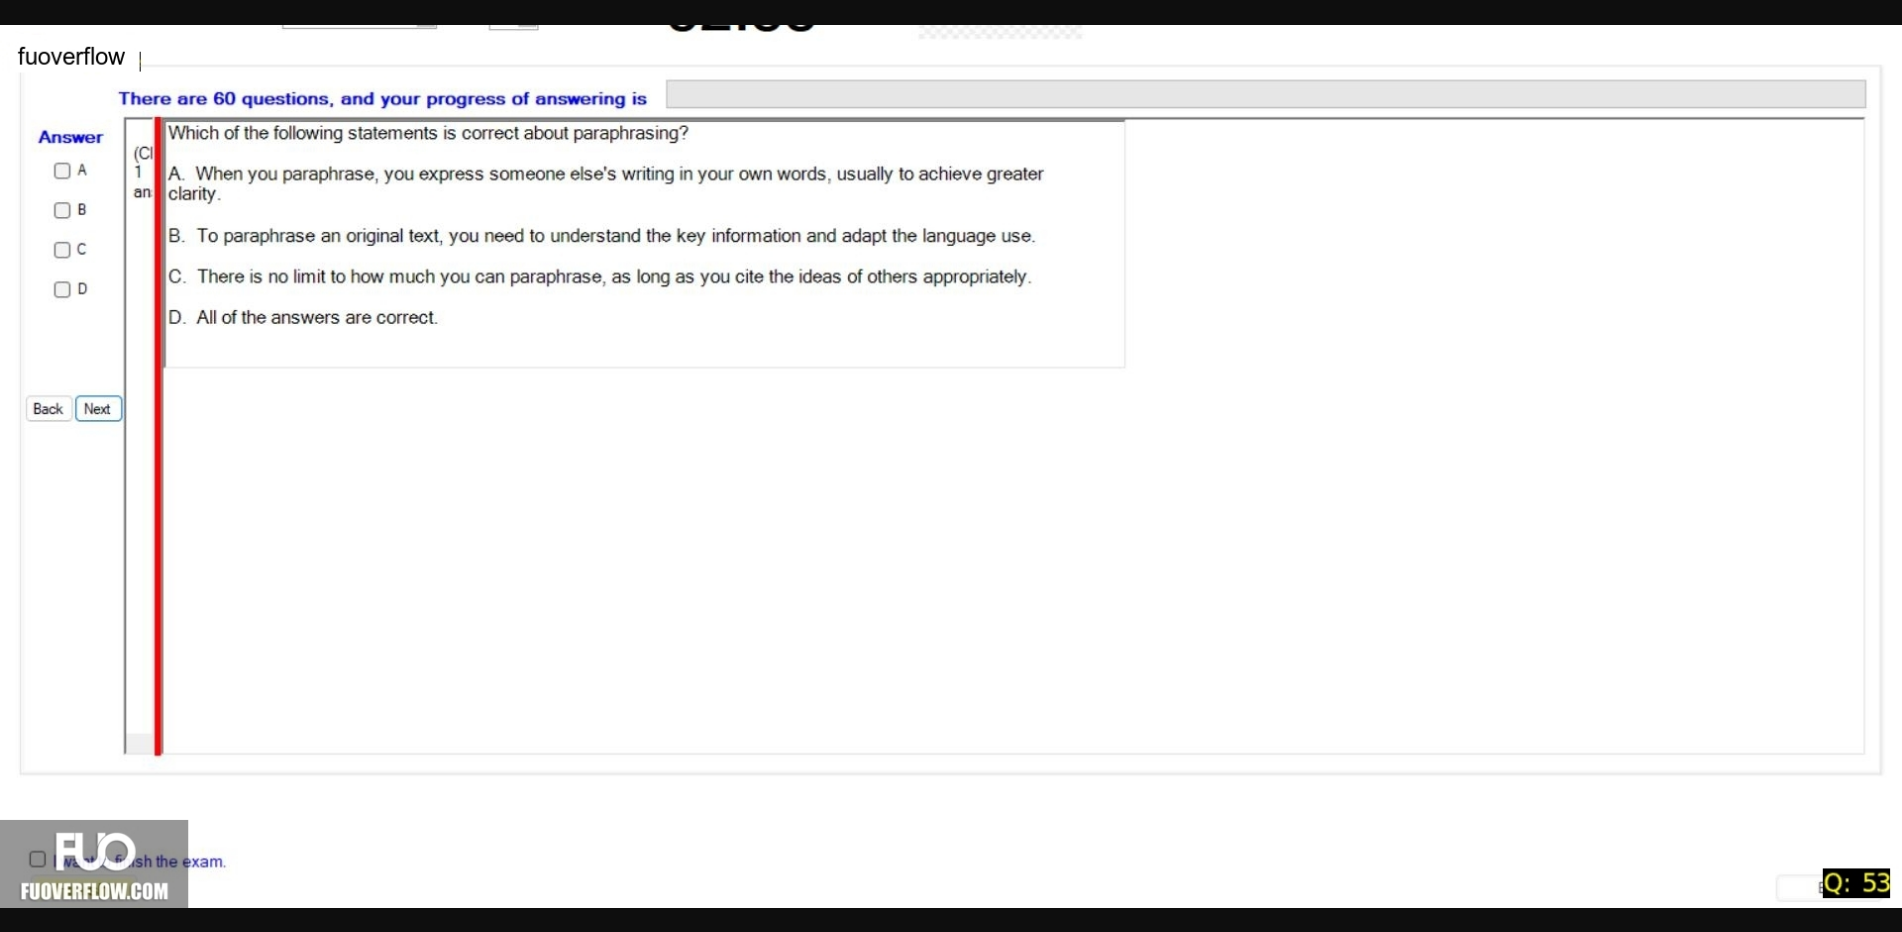 fuoverflow
There are 60 questions, and your progress of answering is
Answer
A
B
C
D
(Cl
1
an
Which of the following statements is correct about paraphrasing?
A. When you paraphrase, you express someone else's writing in your own words, usually to achieve greater
clarity.
B. To paraphrase an original text, you need to understand the key information and adapt the language use.
C. There is no limit to how much you can paraphrase, as long as you cite the ideas of others appropriately.
D. All of the answers are correct.
Back Next
FUO
sh the exam.
FUOVERFLOW.COM
Q: 53